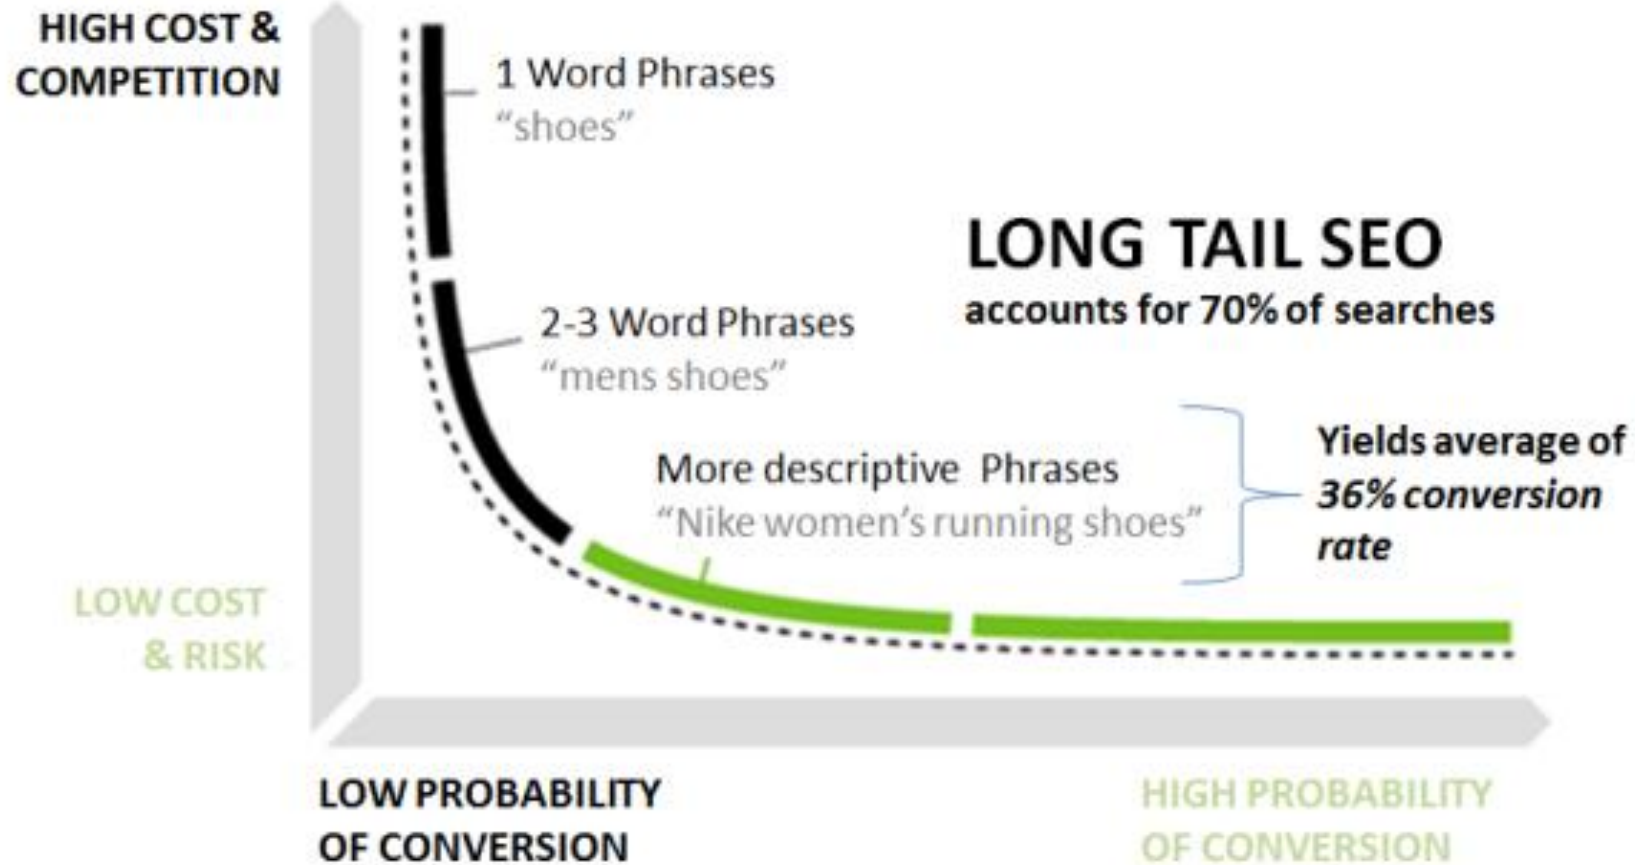 HIGH COST &
COMPETITION
1 Word Phrases
“shoes”
LONG TAIL SEO
accounts for 70% of searches
2-3 Word Phrases
“mens shoes”
Yields average of
36% conversion
rate
More descriptive Phrases
“Nike women’s running shoes”
LOW COST
& RISK
LOW PROBABILITY
OF CONVERSION
HIGH PROBABILITY
OF CONVERSION